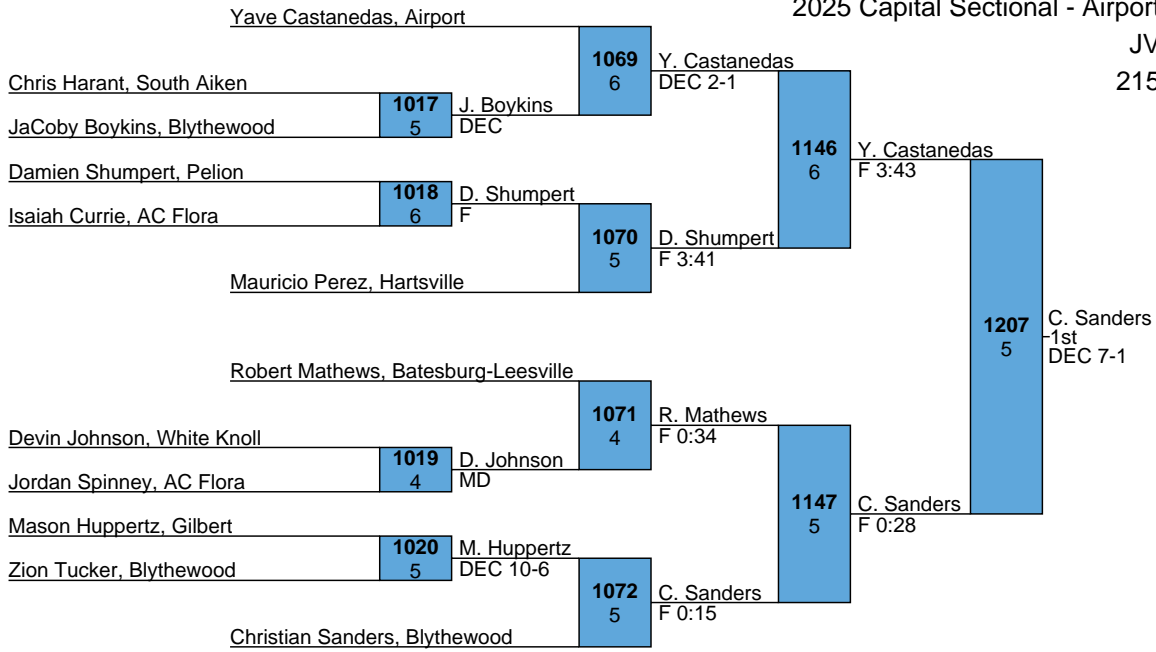 2025 Capital Sectional - Airport
JV
215
Yave Castanedas, Airport
1069
6
Y. Castanedas
DEC 2-1
Chris Harant, South Aiken
1017
5
J. Boykins
DEC
JaCoby Boykins, Blythewood
1146
6
Y. Castanedas
F 3:43
Damien Shumpert, Pelion
1018
6
D. Shumpert
F
Isaiah Currie, AC Flora
1070
5
D. Shumpert
F 3:41
Mauricio Perez, Hartsville
1207
5
C. Sanders
1st
DEC 7-1
Robert Mathews, Batesburg-Leesville
1071
4
R. Mathews
F 0:34
Devin Johnson, White Knoll
1019
4
D. Johnson
MD
Jordan Spinney, AC Flora
1147
5
C. Sanders
F 0:28
Mason Huppertz, Gilbert
1020
5
M. Huppertz
DEC 10-6
Zion Tucker, Blythewood
1072
5
C. Sanders
F 0:15
Christian Sanders, Blythewood